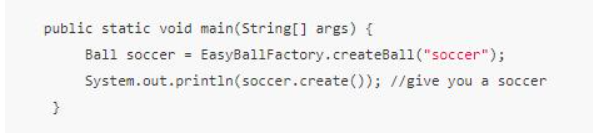 public static void main(String[] args) {
Ball soccer = EasyBallFactory.createBall("soccer");
System.out.println(soccer.create()); //give you a soccer
}